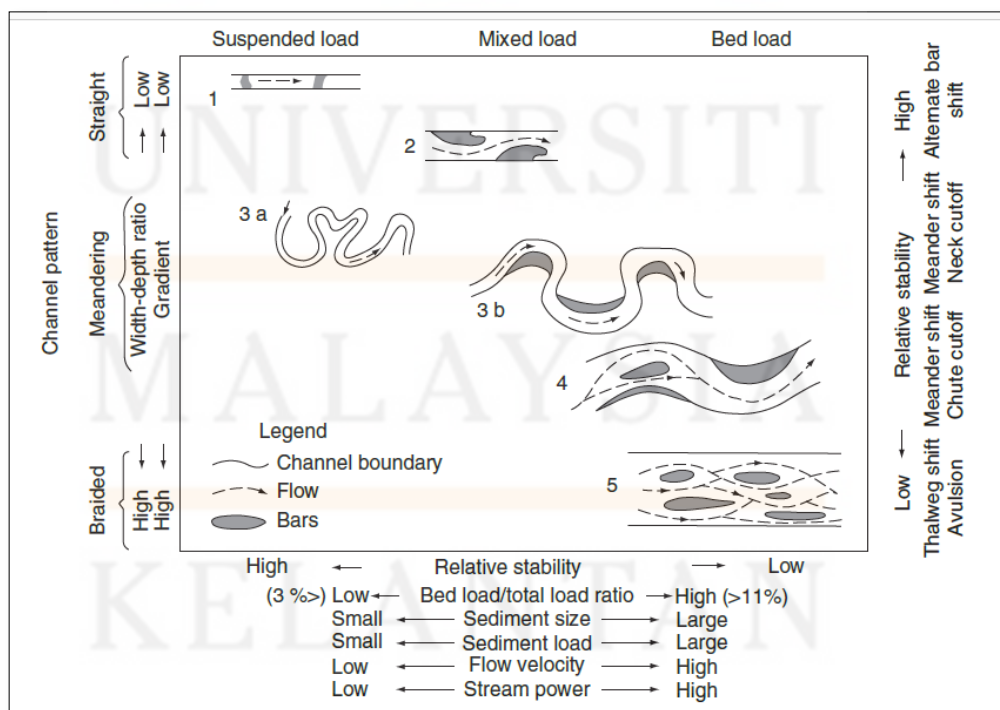 Suspended load Mixed load Bed load
Channel pattern
Straight
Meandering
Braided
Low Width-depth ratio High
Low Gradient High
1
2
3 a
3 b
4
5
Legend
Channel boundary
Flow
Bars
High Relative stability Low
Alternate bar shift
Meander shift Neck cutoff
Meander shift Chute cutoff
Thalweg shift Avulsion
High Relative stability Low
(3 %>) Low Bed load/total load ratio High (>11%)
Small Sediment size Large
Small Sediment load Large
Low Flow velocity High
Low Stream power High
UNIVERSITI
MALAYSIA
KELANTAN